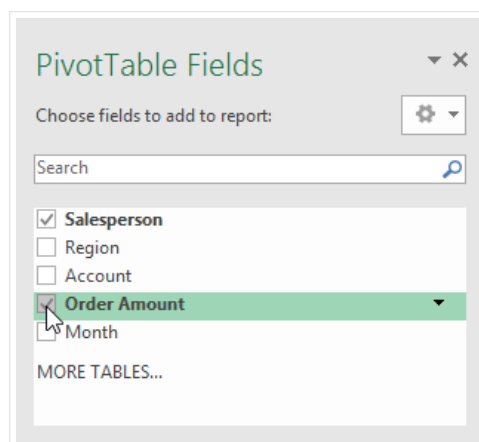 PivotTable Fields
Choose fields to add to report:
Search
Salesperson
Region
Account
Order Amount
Month
MORE TABLES...